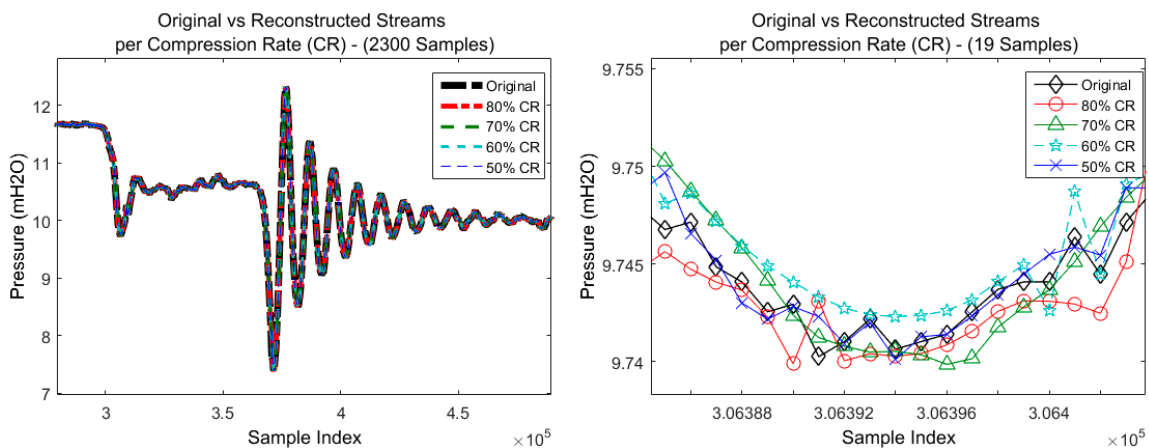 Original vs Reconstructed Streams
per Compression Rate (CR) - (2300 Samples)
Pressure (mH2O)
12
11
10
9
8
7
Original
80% CR
70% CR
60% CR
50% CR
3
3.5
4
4.5
× 10^5
Sample Index
Original vs Reconstructed Streams
per Compression Rate (CR) - (19 Samples)
Pressure (mH2O)
9.755
9.75
9.745
9.74
Original
80% CR
70% CR
60% CR
50% CR
3.06388
3.06392
3.06396
3.064
× 10^5
Sample Index